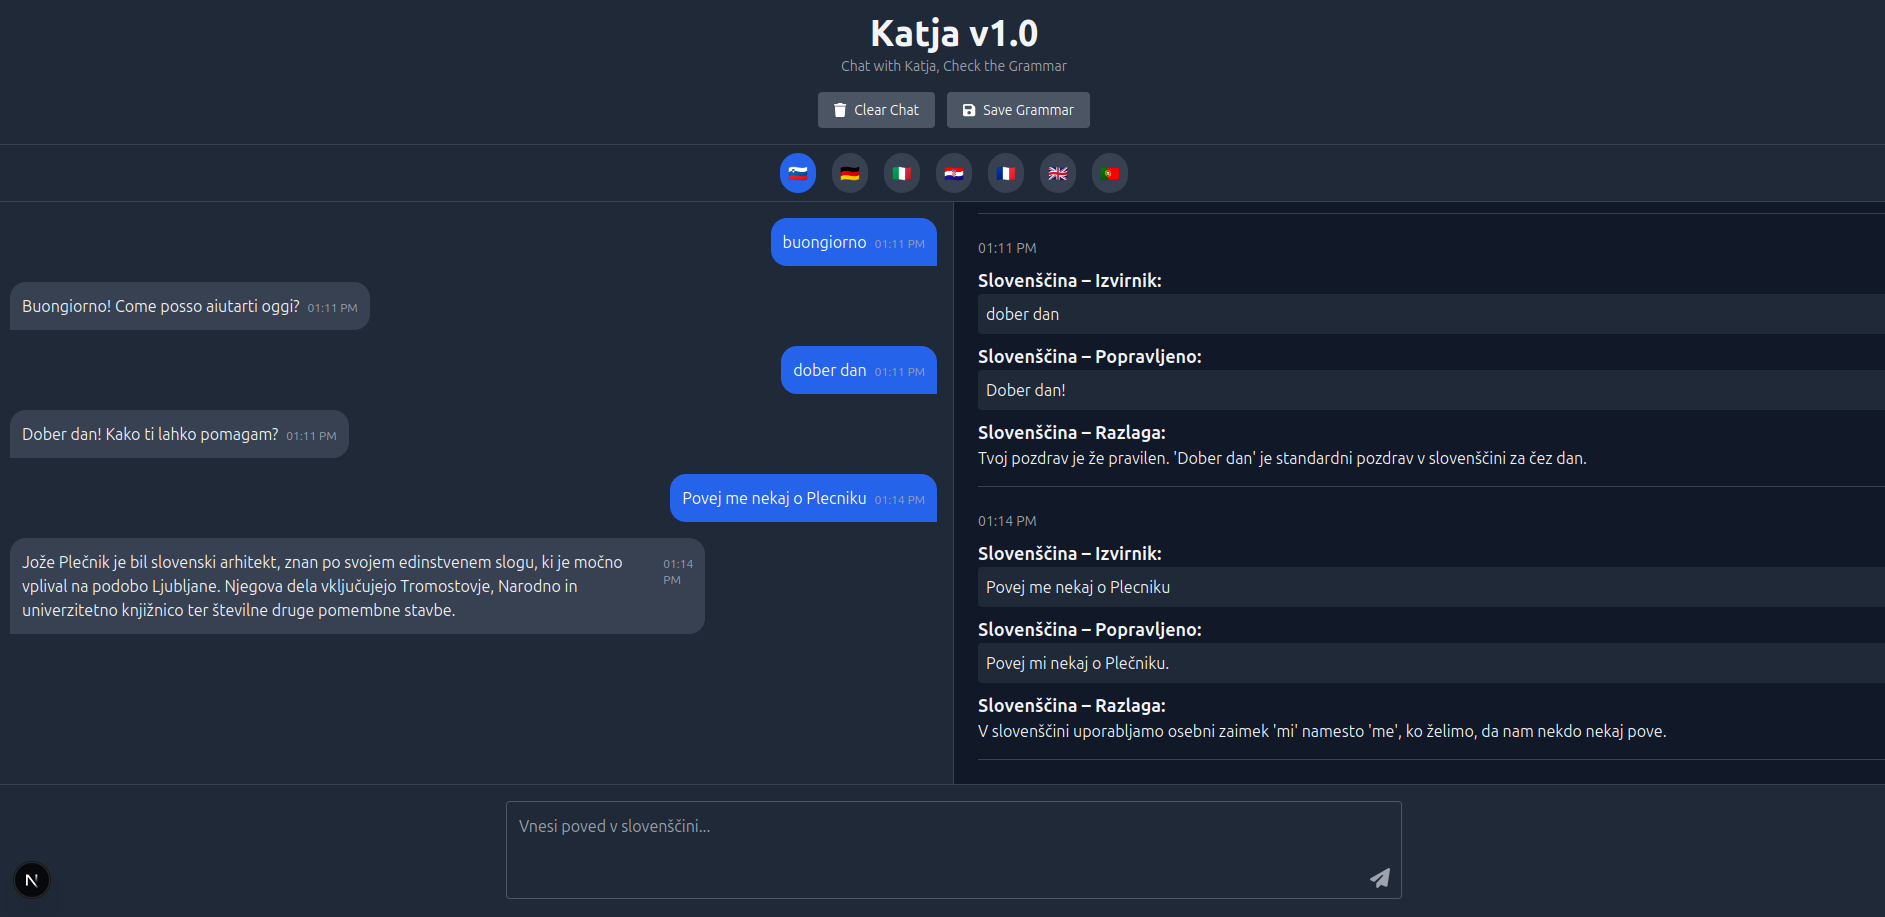 Katja v1.0
Chat with Katja, Check the Grammar
Clear Chat
Save Grammar
buongiorno 01:11 PM
Buongiorno! Come posso aiutarti oggi? 01:11 PM
dober dan 01:11 PM
Dober dan! Kako ti lahko pomagam? 01:11 PM
Povej me nekaj o Plecniku 01:14 PM
Jože Plečnik je bil slovenski arhitekt, znan po svojem edinstvenem slogu, ki je močno
vplival na podobo Ljubljane. Njegova dela vključujejo Tromostovje, Narodno in
univerzitetno knjižnico ter številne druge pomembne stavbe.
01:14
PM
01:11 PM
Slovenščina – Izvirnik:
dober dan
Slovenščina – Popravljeno:
Dober dan!
Slovenščina – Razlaga:
Tvoj pozdrav je že pravilen. 'Dober dan' je standardni pozdrav v slovenščini za čez dan.
01:14 PM
Slovenščina – Izvirnik:
Povej me nekaj o Plecniku
Slovenščina – Popravljeno:
Povej mi nekaj o Plečniku.
Slovenščina – Razlaga:
V slovenščini uporabljamo osebni zaimek 'mi' namesto 'me', ko želimo, da nam nekdo nekaj pove.
Vnesi poved v slovenščini...
N